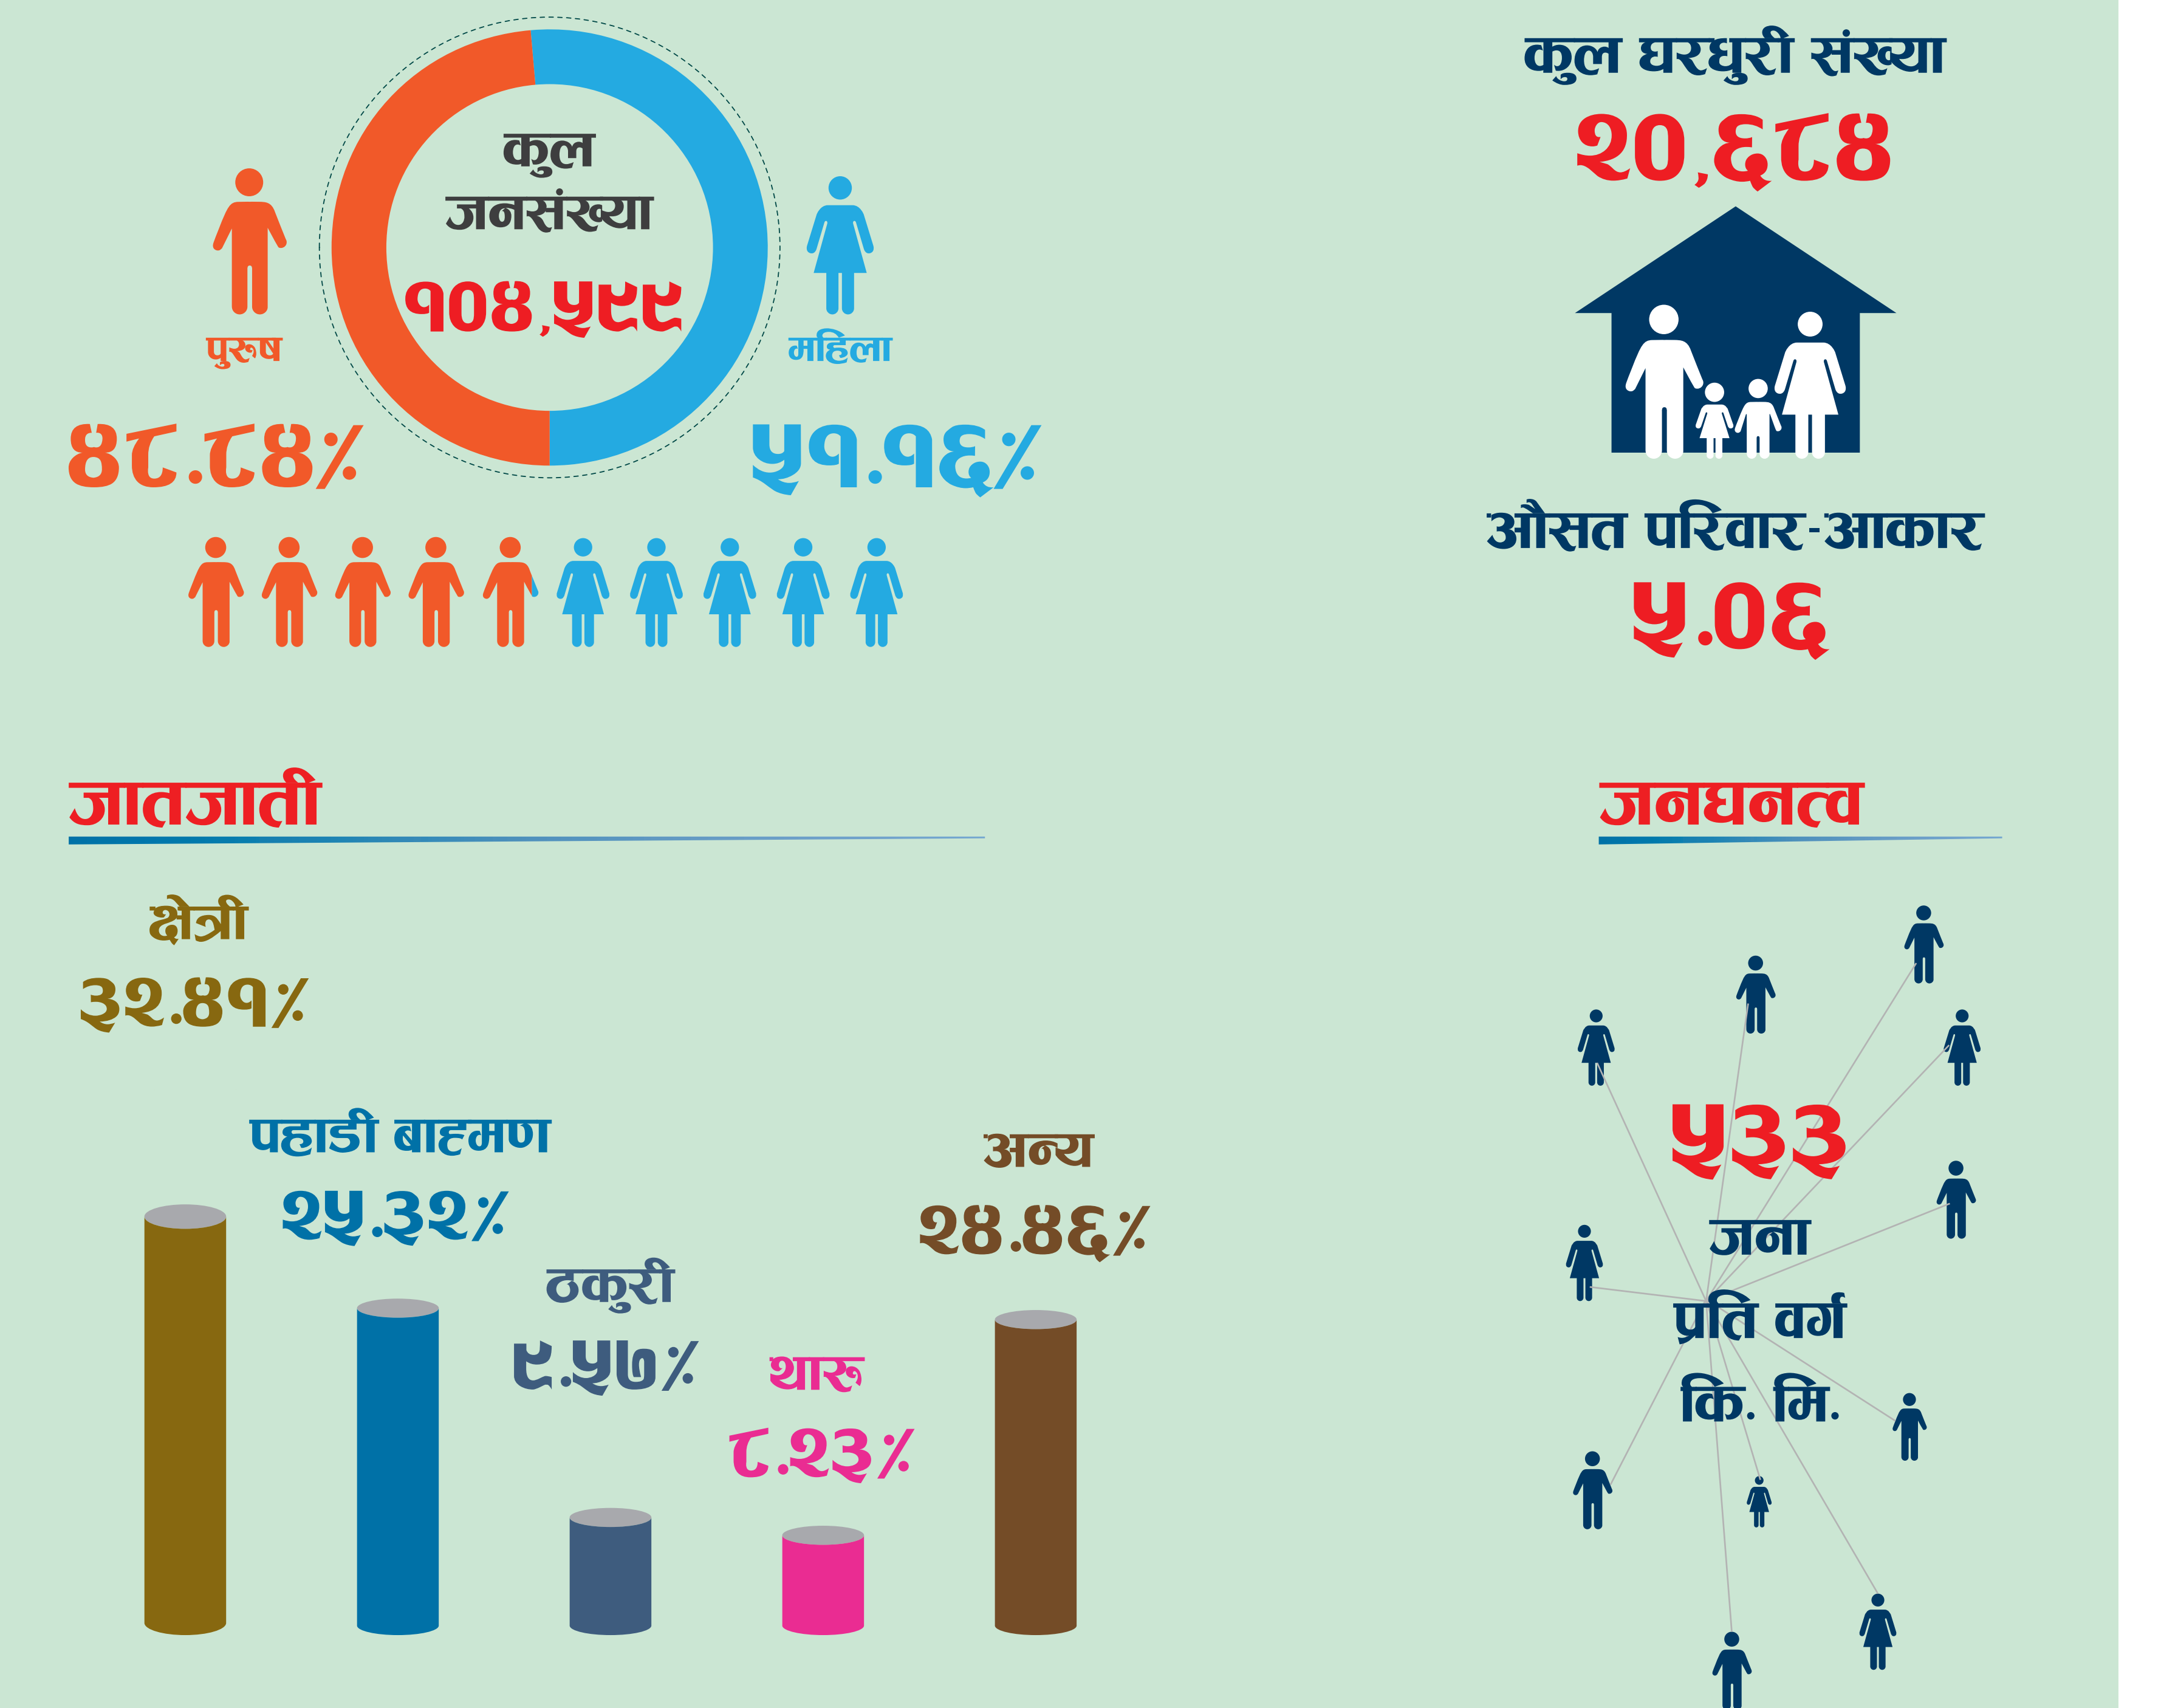 कुल
जनसंख्या
१०४,५९९
पुरुष
४८.८४%
महिला
५१.१६%
कुल घरधुरी संख्या
२०,६८४
औसत परिवार-आकार
५.०६
जातजाती
क्षेत्री
३२.४१%
पहाडी बाहमण
२५.३२%
ठकुरी
९.५७%
थारु
८.२३%
अन्य
२४.४६%
जनघनत्व
५३३
जना
प्रति वर्ग
कि. मि.